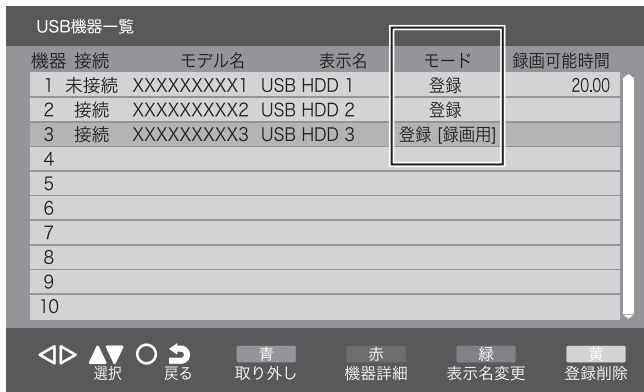 USB機器一覧
機器 接続 モデル名 表示名 モード 録画可能時間
1 未接続 XXXXXXXXX1 USB HDD 1 登録 20.00
2 接続 XXXXXXXXX2 USB HDD 2 登録
3 接続 XXXXXXXXX3 USB HDD 3 登録 [録画用]
4
5
6
7
8
9
10
選択 戻る 青 取り外し 赤 機器詳細 緑 表示名変更 黄 登録削除